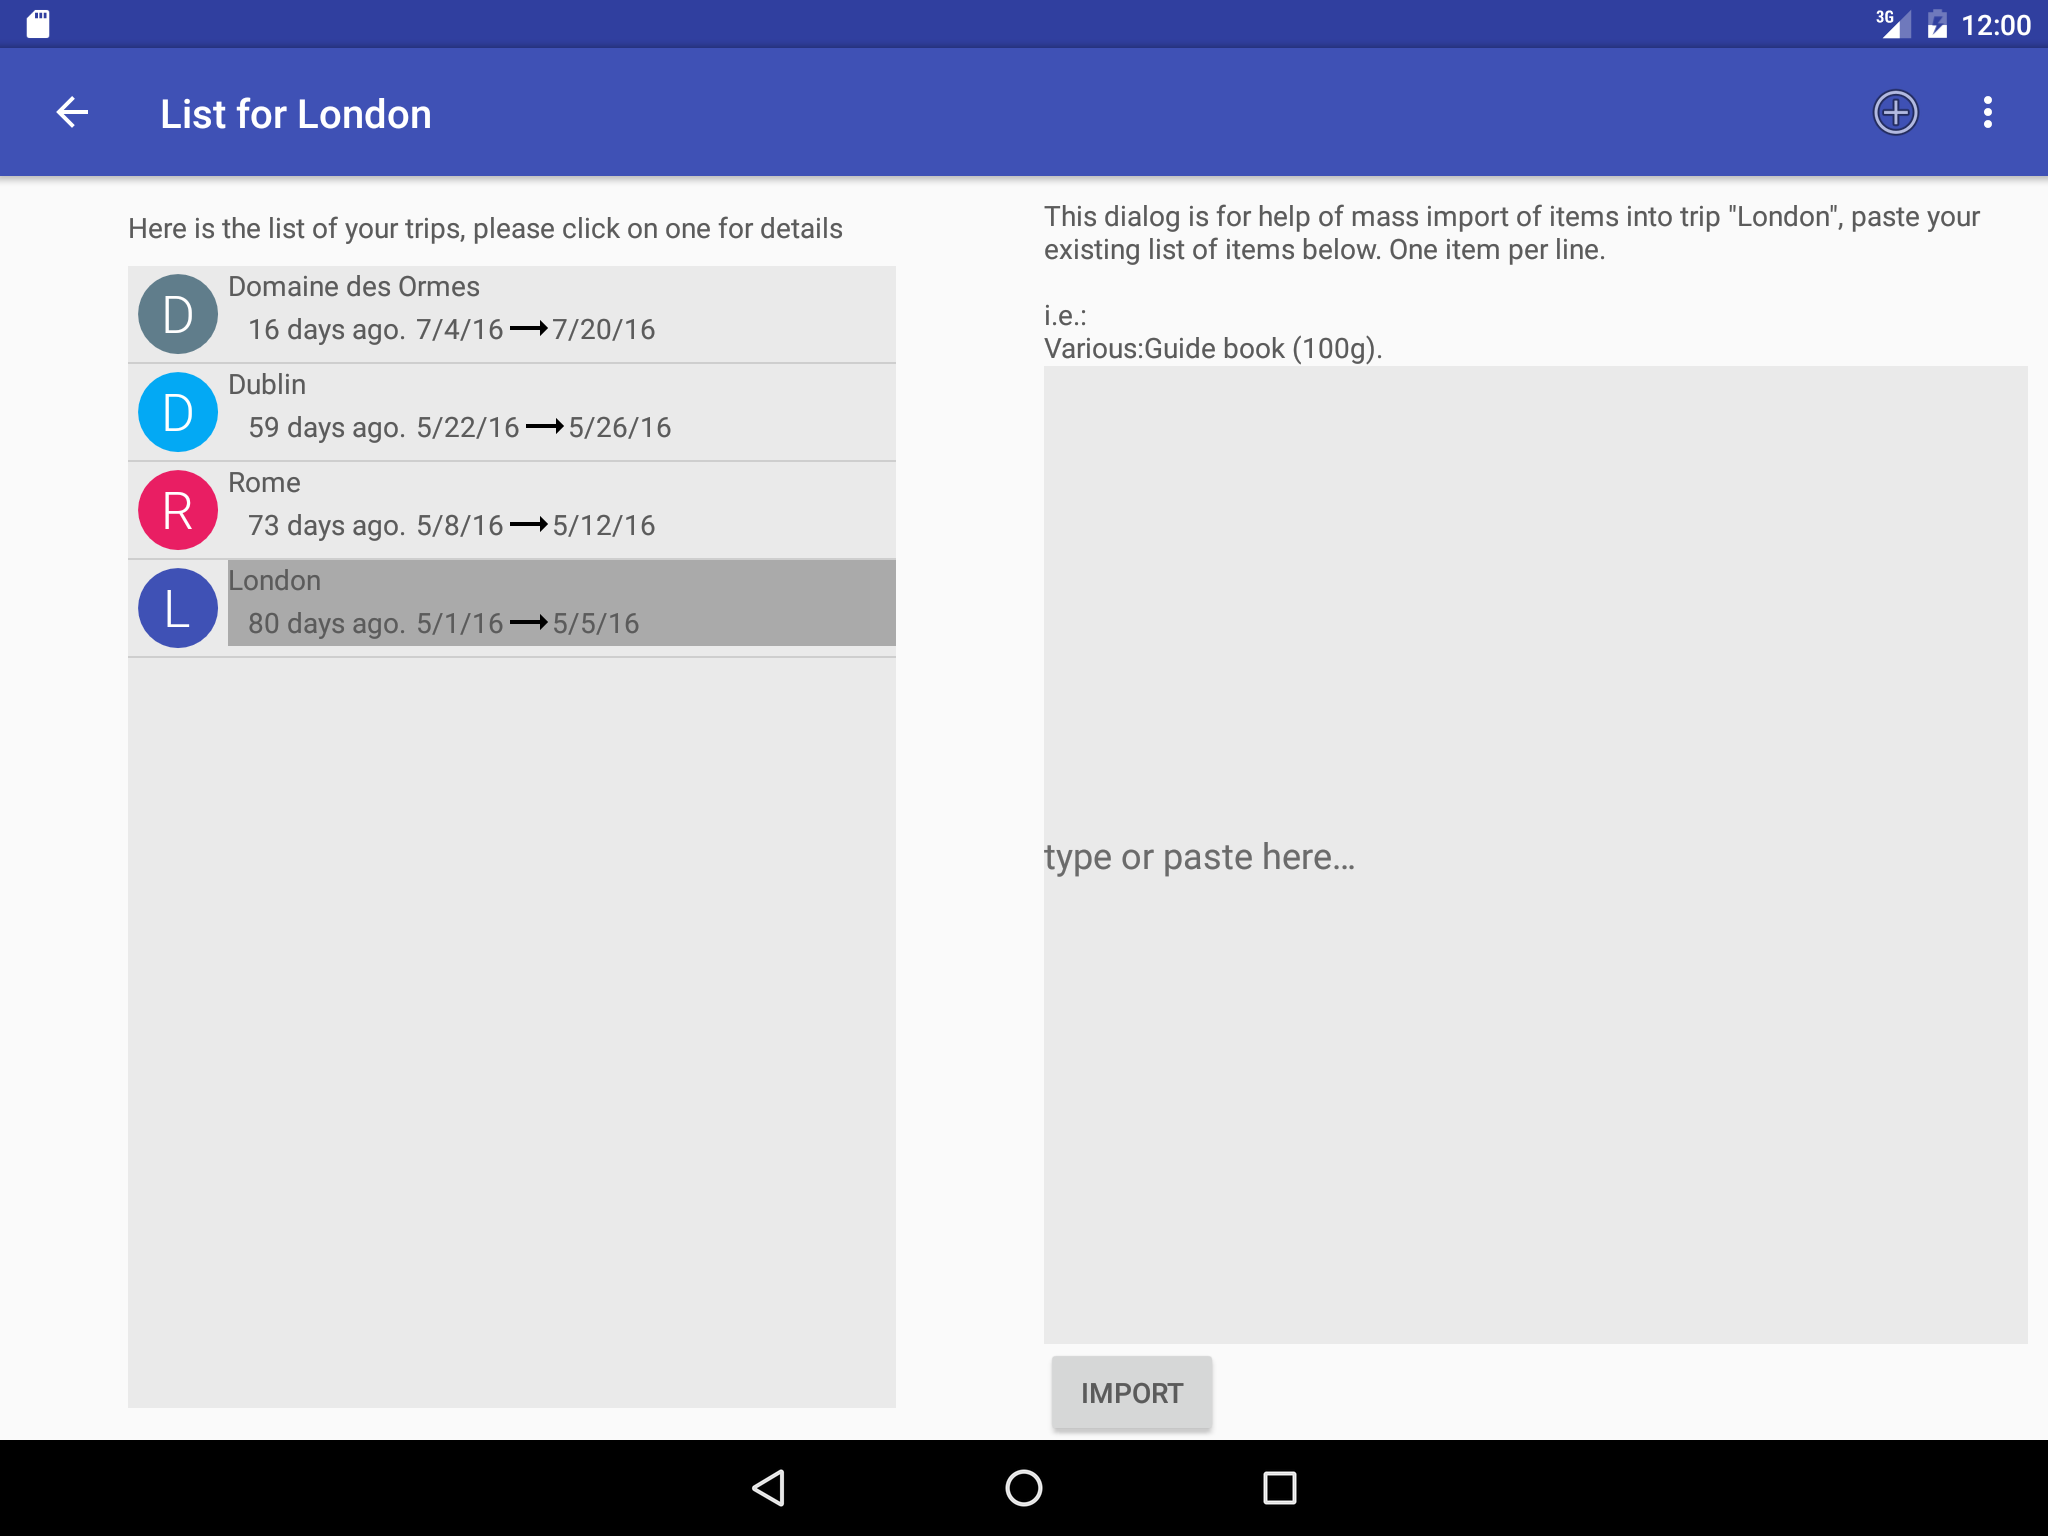 3G 12:00
List for London
Here is the list of your trips, please click on one for details
D Domaine des Ormes
16 days ago. 7/4/16 7/20/16
D Dublin
59 days ago. 5/22/16 5/26/16
R Rome
73 days ago. 5/8/16 5/12/16
L London
80 days ago. 5/1/16 5/5/16
This dialog is for help of mass import of items into trip "London", paste your
existing list of items below. One item per line.
i.e.:
Various:Guide book (100g).
type or paste here...
IMPORT